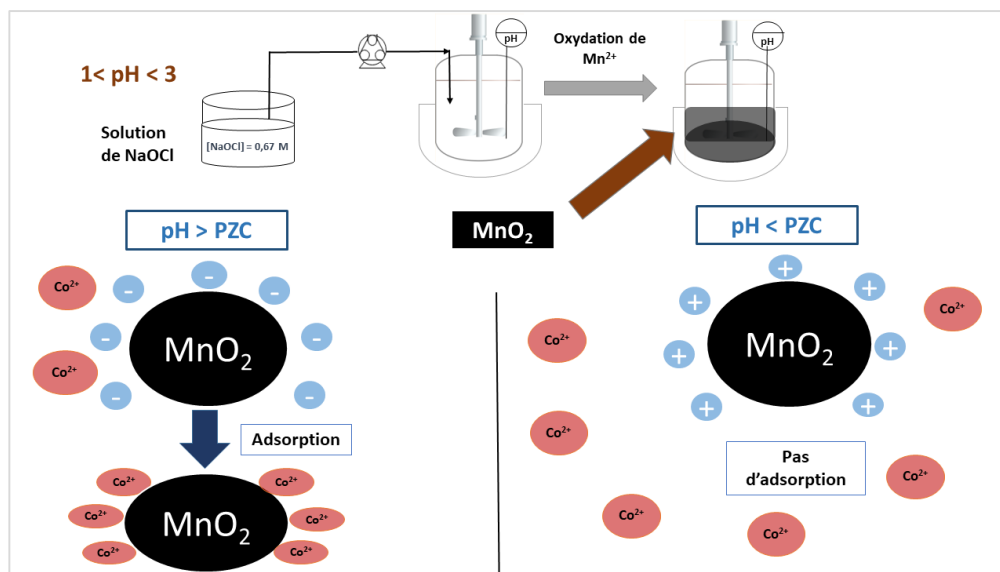 1< pH < 3
Solution
de NaOCl
[NaOCl] = 0,67 M
pH
Oxydation de
Mn²⁺
pH
MnO₂
pH > PZC
Co²⁺
-
-
-
-
-
-
-
-
Co²⁺
MnO₂
Adsorption
Co²⁺
Co²⁺
Co²⁺
Co²⁺
Co²⁺
Co²⁺
MnO₂
pH < PZC
+
+
+
+
+
+
+
MnO₂
Co²⁺
Co²⁺
Co²⁺
Pas
d’adsorption
Co²⁺
Co²⁺
Co²⁺